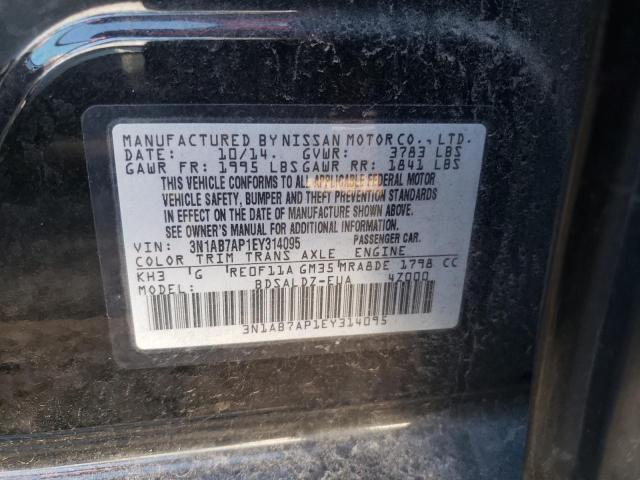 MANUFACTURED BY NISSAN MOTOR CO., LTD.
DATE: 10/14. GVWR: 3783 LBS
GAWR FR: 1995 LBS GAWR RR: 1841 LBS
THIS VEHICLE CONFORMS TO ALL APPLICABLE FEDERAL MOTOR
VEHICLE SAFETY, BUMPER, AND THEFT PREVENTION STANDARDS
IN EFFECT ON THE DATE OF MANUFACTURE SHOWN ABOVE.
SEE OWNER'S MANUAL FOR ADDITIONAL INFORMATION.
VIN: 3N1AB7AP1EY314095 PASSENGER CAR.
COLOR TRIM TRANS AXLE ENGINE
KH3 G RE0F11A GM35 MRA8DE 1798 CC
MODEL: BDSALDZ-EUA 4Z000
3N1AB7AP1EY314095